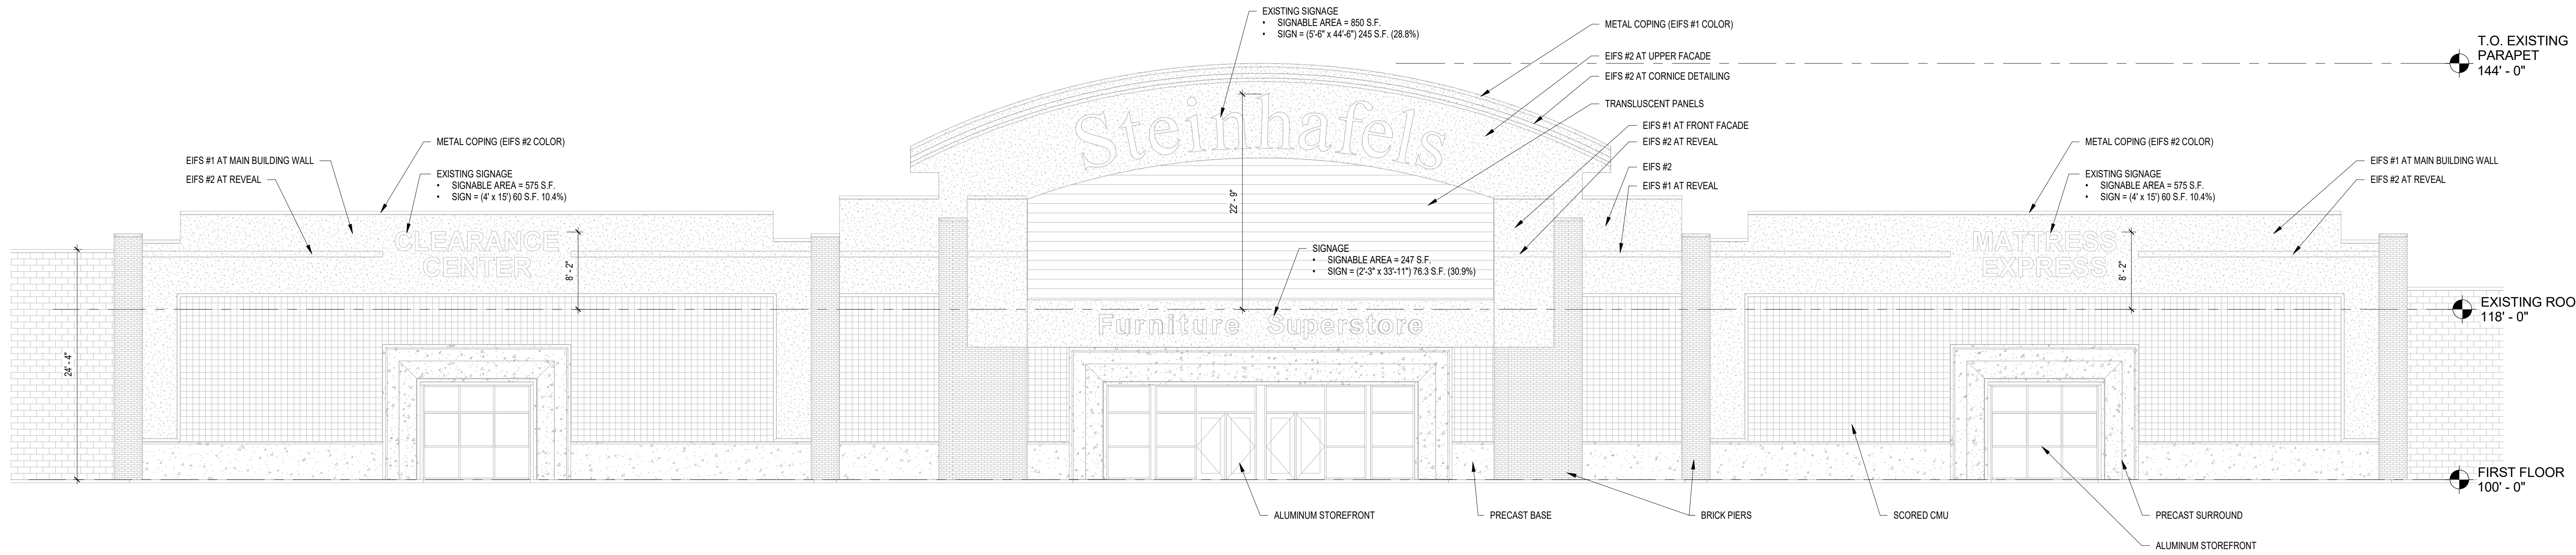 EXISTING SIGNAGE
• SIGNABLE AREA = 850 S.F.
• SIGN = (5'-6" x 44'-6") 245 S.F. (28.8%)
METAL COPING (EIFS #1 COLOR)
EIFS #2 AT UPPER FACADE
EIFS #2 AT CORNICE DETAILING
TRANSLUSCENT PANELS
EIFS #1 AT FRONT FACADE
EIFS #2 AT REVEAL
EIFS #2
EIFS #1 AT REVEAL
T.O. EXISTING
PARAPET
144' - 0"
METAL COPING (EIFS #2 COLOR)
EIFS #1 AT MAIN BUILDING WALL
EIFS #2 AT REVEAL
EXISTING SIGNAGE
• SIGNABLE AREA = 575 S.F.
• SIGN = (4' x 15') 60 S.F. 10.4%)
Steinhafels
METAL COPING (EIFS #2 COLOR)
EIFS #1 AT MAIN BUILDING WALL
EXISTING SIGNAGE
• SIGNABLE AREA = 575 S.F.
• SIGN = (4' x 15') 60 S.F. 10.4%)
EIFS #2 AT REVEAL
CLEARANCE
CENTER
8' - 2"
22' - 9"
SIGNAGE
• SIGNABLE AREA = 247 S.F.
• SIGN = (2'-3" x 33'-11") 76.3 S.F. (30.9%)
MATTRESS
EXPRESS
8' - 2"
Furniture Superstore
EXISTING ROO
118' - 0"
24' - 4"
FIRST FLOOR
100' - 0"
ALUMINUM STOREFRONT
PRECAST BASE
BRICK PIERS
SCORED CMU
PRECAST SURROUND
ALUMINUM STOREFRONT